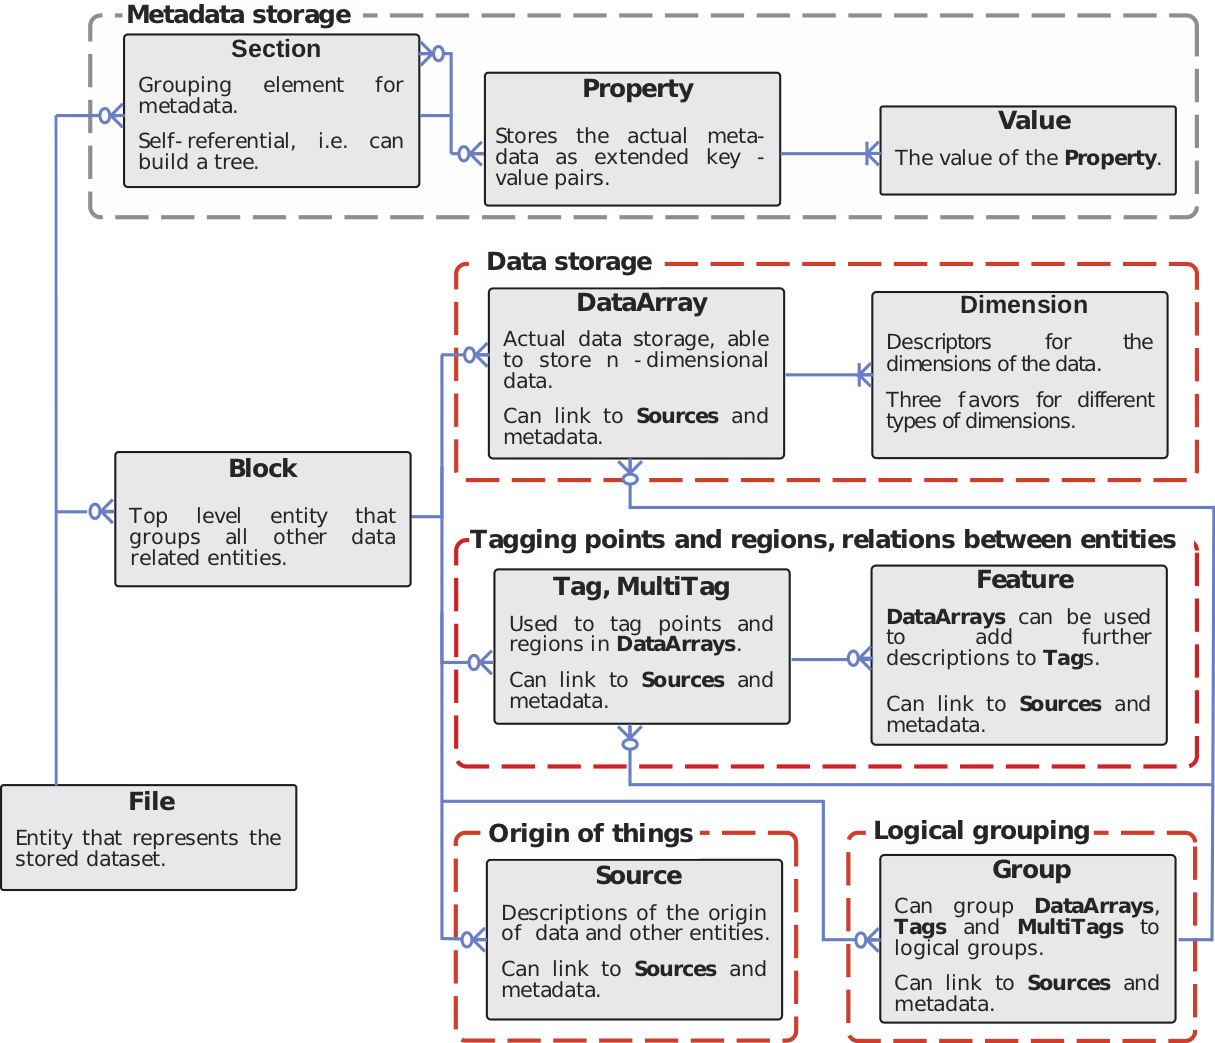 Metadata storage
Section
Grouping element for
metadata.
Self-referential, i.e. can
build a tree.
Property
Stores the actual meta-
data as extended key -
value pairs.
Value
The value of the Property.
Data storage
DataArray
Actual data storage, able
to store n -dimensional
data.
Can link to Sources and
metadata.
Dimension
Descriptors for the
dimensions of the data.
Three f avors for different
types of dimensions.
Block
Top level entity that
groups all other data
related entities.
Tagging points and regions, relations between entities
Tag, MultiTag
Used to tag points and
regions in DataArrays.
Can link to Sources and
metadata.
Feature
DataArrays can be used
to add further
descriptions to Tags.
Can link to Sources and
metadata.
File
Entity that represents the
stored dataset.
Origin of things
Source
Descriptions of the origin
of data and other entities.
Can link to Sources and
metadata.
Logical grouping
Group
Can group DataArrays,
Tags and MultiTags to
logical groups.
Can link to Sources and
metadata.